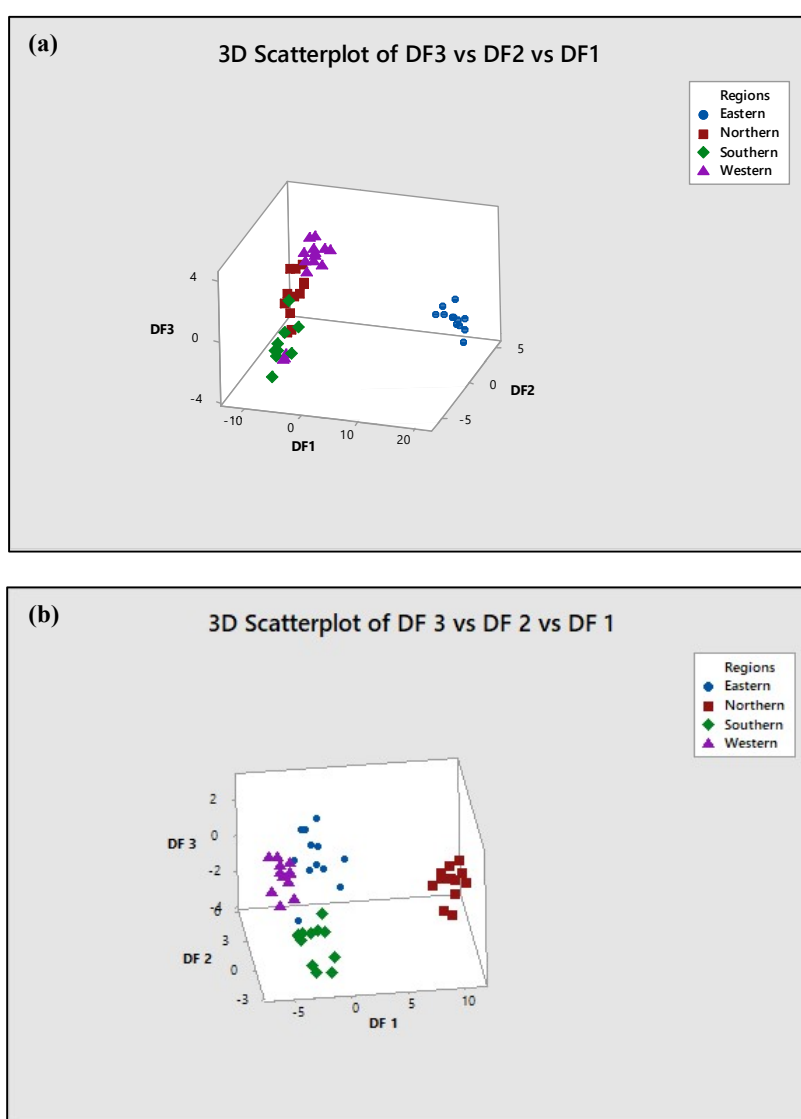 (a)
3D Scatterplot of DF3 vs DF2 vs DF1
Regions
Eastern
Northern
Southern
Western
4
DF3
0
-4
5
0
DF2
-5
-10
0
10
20
DF1
(b)
3D Scatterplot of DF 3 vs DF 2 vs DF 1
Regions
Eastern
Northern
Southern
Western
2
0
DF 3
-2
-4
3
DF 2
0
-3
-5
0
5
10
DF 1